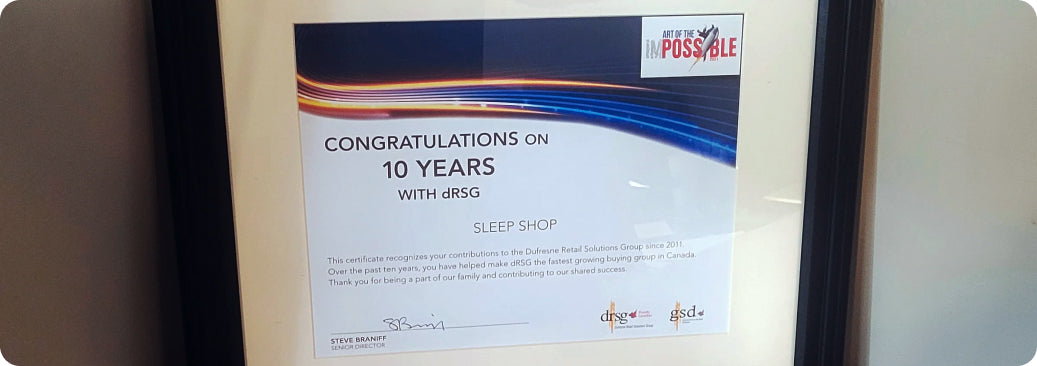 ART OF THE
IMPOSSIBLE
CONGRATULATIONS ON
10 YEARS
WITH dRSG
SLEEP SHOP
This certificate recognizes your contributions to the Dufresne Retail Solutions Group since 2011.
Over the past ten years, you have helped make dRSG the fastest growing buying group in Canada.
Thank you for being a part of our family and contributing to our shared success.
STEVE BRANIFF
SENIOR DIRECTOR
drsg
gsd